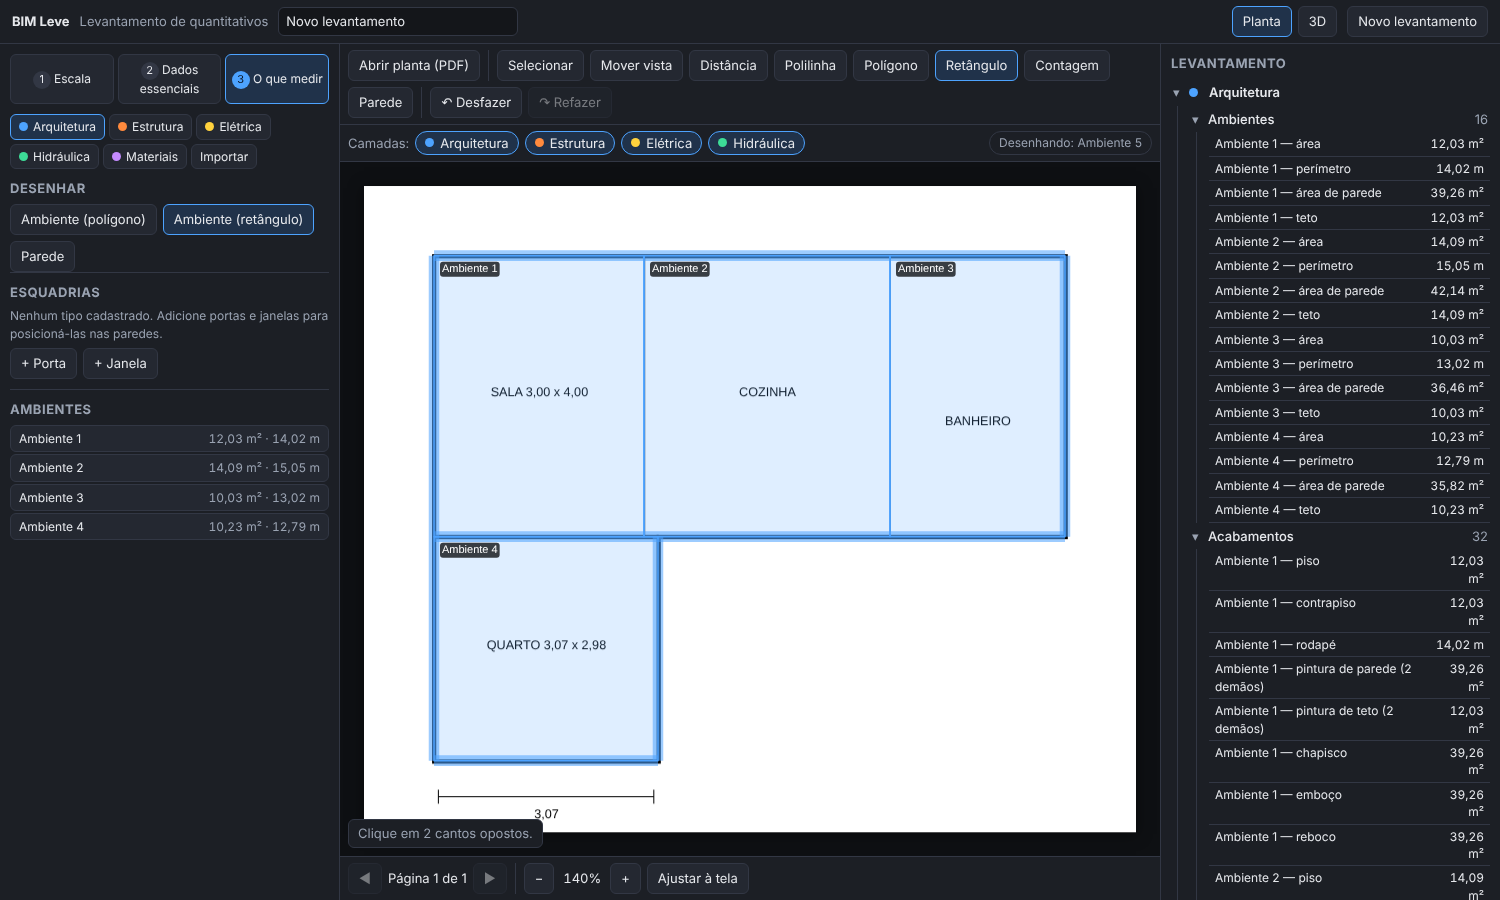 BIM Leve Levantamento de quantitativos Novo levantamento Planta 3D Novo levantamento
1 Escala
2 Dados
essenciais
3 O que medir
Arquitetura Estrutura Elétrica
Hidráulica Materiais Importar
DESENHAR
Ambiente (polígono) Ambiente (retângulo)
Parede
ESQUADRIAS
Nenhum tipo cadastrado. Adicione portas e janelas para
posicioná-las nas paredes.
+ Porta + Janela
AMBIENTES
Ambiente 1 12,03 m² · 14,02 m
Ambiente 2 14,09 m² · 15,05 m
Ambiente 3 10,03 m² · 13,02 m
Ambiente 4 10,23 m² · 12,79 m
Abrir planta (PDF) Selecionar Mover vista Distância Polilinha Polígono Retângulo Contagem
Parede ↶ Desfazer ↷ Refazer
Camadas: Arquitetura Estrutura Elétrica Hidráulica Desenhando: Ambiente 5
Ambiente 1 Ambiente 2 Ambiente 3
SALA 3,00 x 4,00 COZINHA
BANHEIRO
Ambiente 4
QUARTO 3,07 x 2,98
3,07
Clique em 2 cantos opostos.
◀ Página 1 de 1 ▶ − 140% + Ajustar à tela
LEVANTAMENTO
▾ Arquitetura
▾ Ambientes 16
Ambiente 1 — área 12,03 m²
Ambiente 1 — perímetro 14,02 m
Ambiente 1 — área de parede 39,26 m²
Ambiente 1 — teto 12,03 m²
Ambiente 2 — área 14,09 m²
Ambiente 2 — perímetro 15,05 m
Ambiente 2 — área de parede 42,14 m²
Ambiente 2 — teto 14,09 m²
Ambiente 3 — área 10,03 m²
Ambiente 3 — perímetro 13,02 m
Ambiente 3 — área de parede 36,46 m²
Ambiente 3 — teto 10,03 m²
Ambiente 4 — área 10,23 m²
Ambiente 4 — perímetro 12,79 m
Ambiente 4 — área de parede 35,82 m²
Ambiente 4 — teto 10,23 m²
▾ Acabamentos 32
Ambiente 1 — piso 12,03
m²
Ambiente 1 — contrapiso 12,03
m²
Ambiente 1 — rodapé 14,02 m
Ambiente 1 — pintura de parede (2 39,26
demãos) m²
Ambiente 1 — pintura de teto (2 12,03
demãos) m²
Ambiente 1 — chapisco 39,26
m²
Ambiente 1 — emboço 39,26
m²
Ambiente 1 — reboco 39,26
m²
Ambiente 2 — piso 14,09
m²